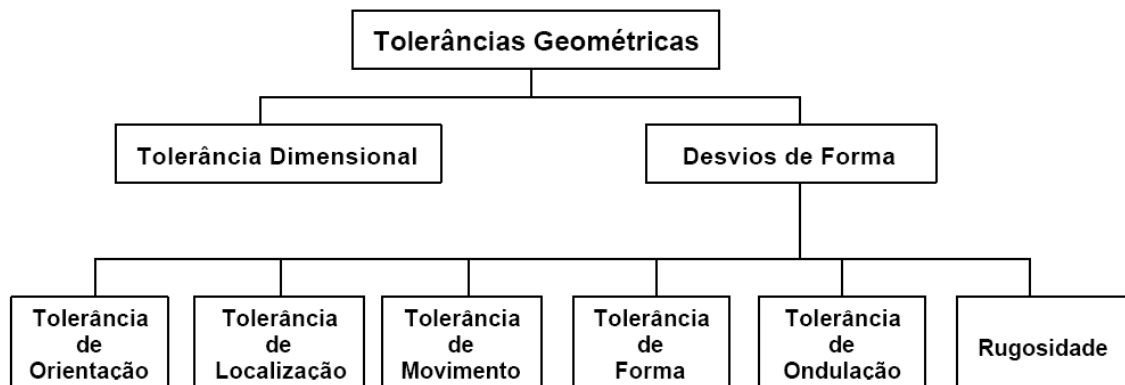 Tolerâncias Geométricas
Tolerância Dimensional
Desvios de Forma
Tolerância
de
Orientação
Tolerância
de
Localização
Tolerância
de
Movimento
Tolerância
de
Forma
Tolerância
de
Ondulação
Rugosidade